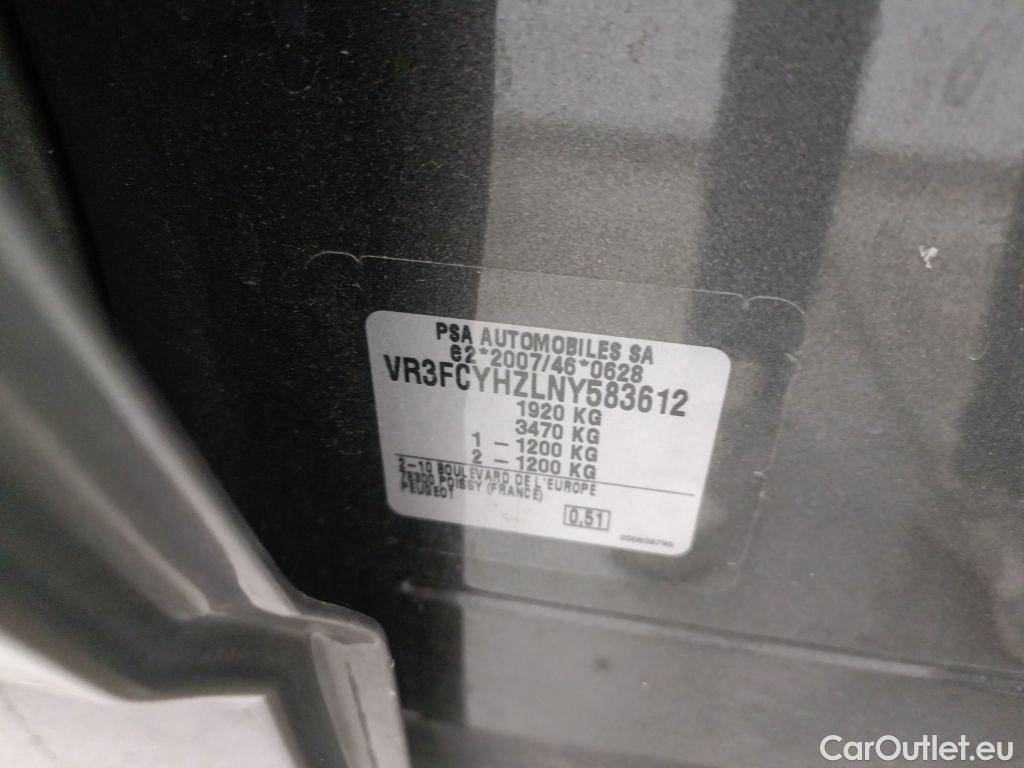 PSA AUTOMOBILES SA
e2*2007/46*0628
VR3FCYHZLNY583612
1920 KG
3470 KG
1 - 1200 KG
2 - 1200 KG
2-10 BOULEVARD DE L'EUROPE
78300 POISSY (FRANCE)
PEUGEOT
0.51
CarOutlet.eu